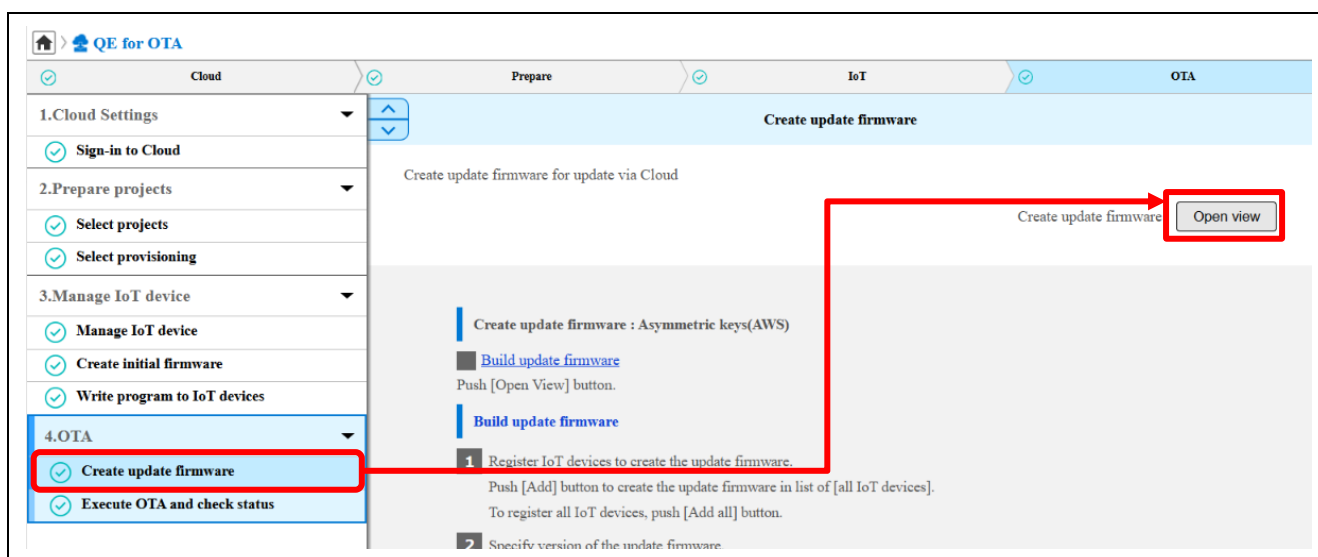 QE for OTA
Cloud
Prepare
IoT
OTA
1.Cloud Settings
Sign-in to Cloud
2.Prepare projects
Select projects
Select provisioning
3.Manage IoT device
Manage IoT device
Create initial firmware
Write program to IoT devices
4.OTA
Create update firmware
Execute OTA and check status
Create update firmware
Create update firmware for update via Cloud
Create update firmware
Open view
Create update firmware : Asymmetric keys(AWS)
Build update firmware
Push [Open View] button.
Build update firmware
1 Register IoT devices to create the update firmware.
Push [Add] button to create the update firmware in list of [all IoT devices].
To register all IoT devices, push [Add all] button.
2 Specify version of the update firmware.